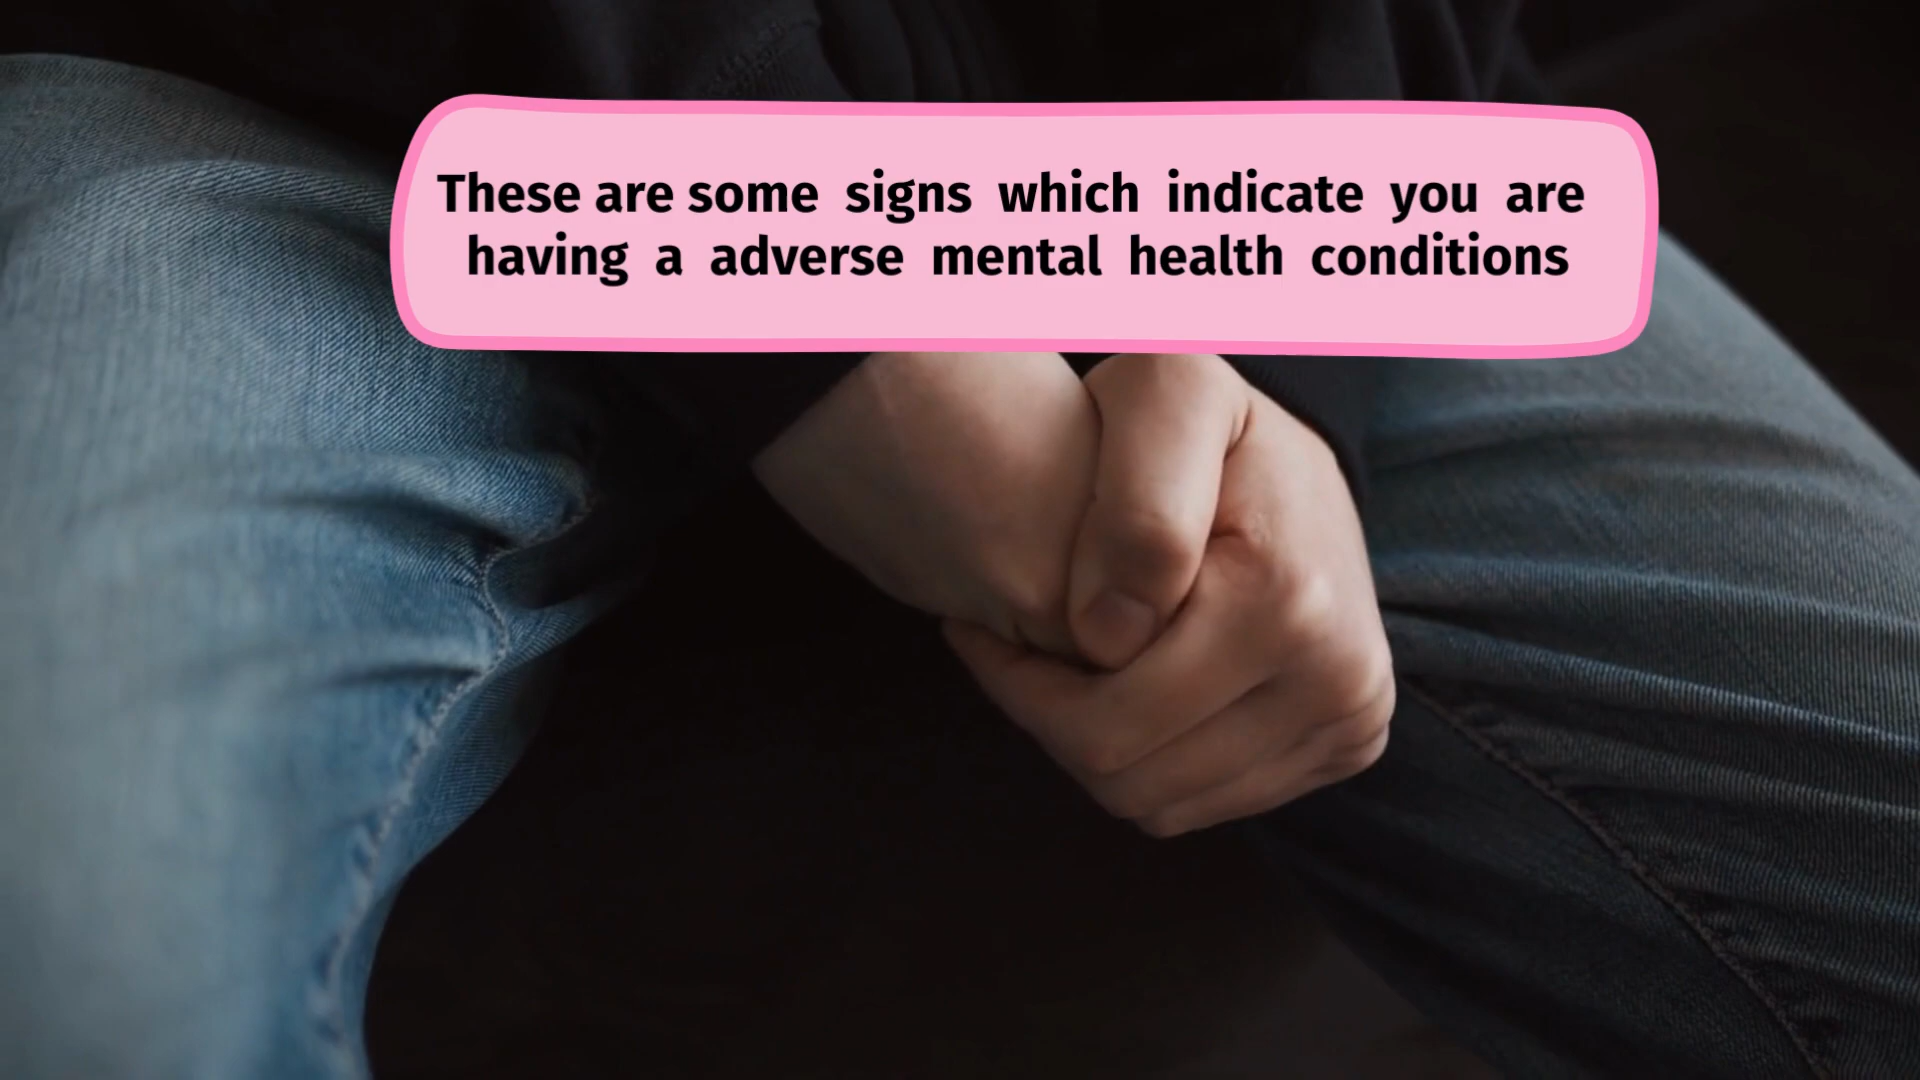 These are some signs which indicate you are
having a adverse mental health conditions